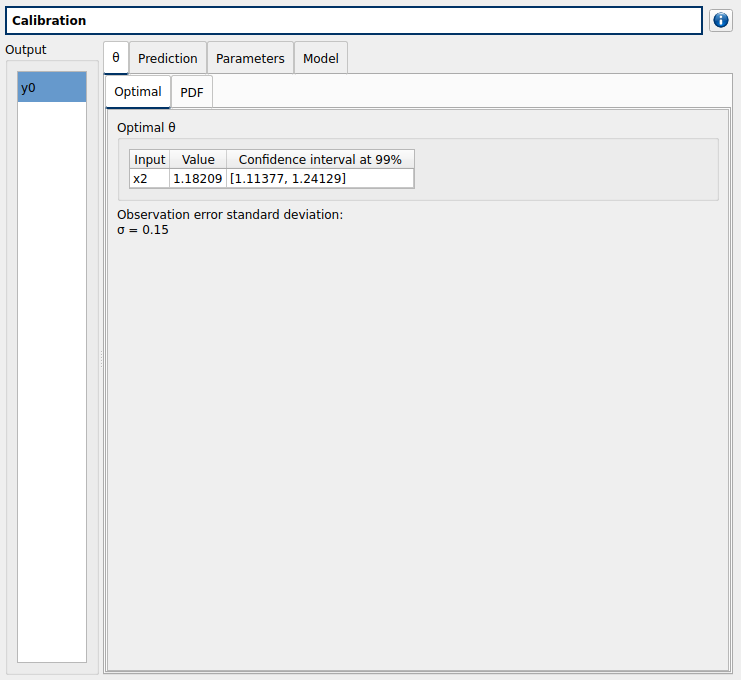 Calibration
Output
y0
θ Prediction Parameters Model
Optimal PDF
Optimal θ
Input Value Confidence interval at 99%
x2 1.18209 [1.11377, 1.24129]
Observation error standard deviation:
σ = 0.15